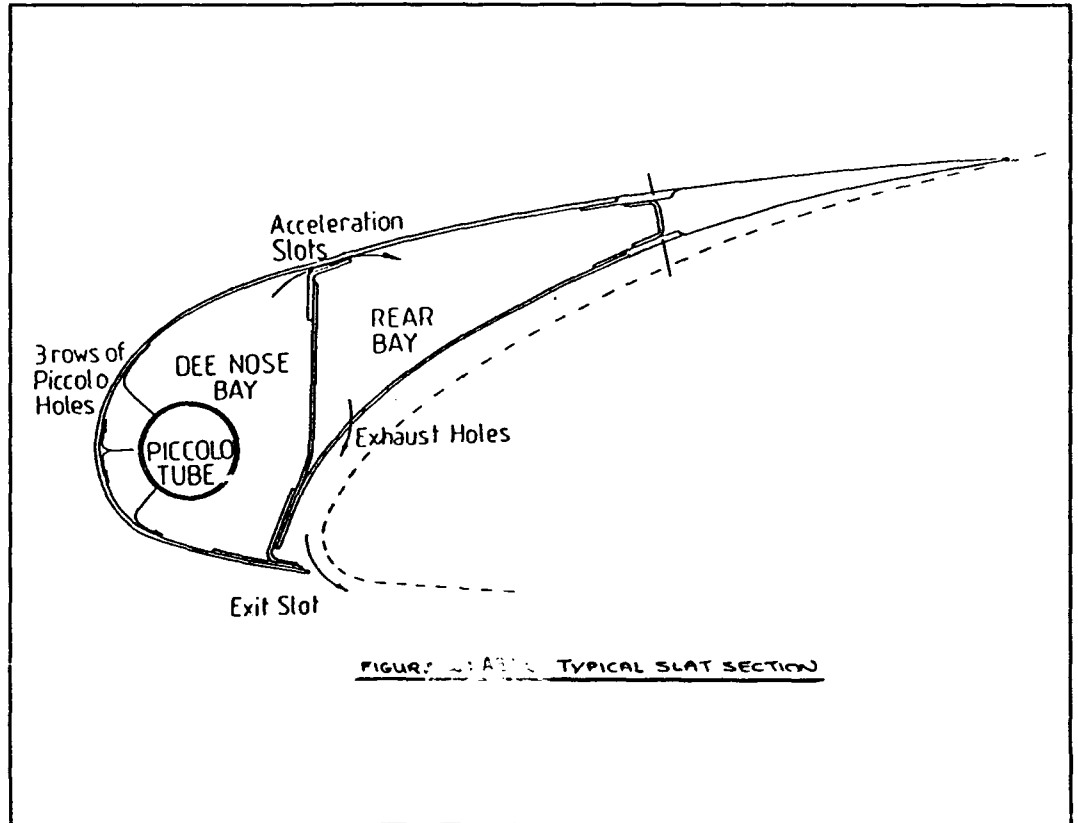 Acceleration
Slots
REAR
BAY
3 rows of
Piccolo
Holes
DEE NOSE
BAY
PICCOLO
TUBE
Exhaust Holes
Exit Slot
TYPICAL SLAT SECTION